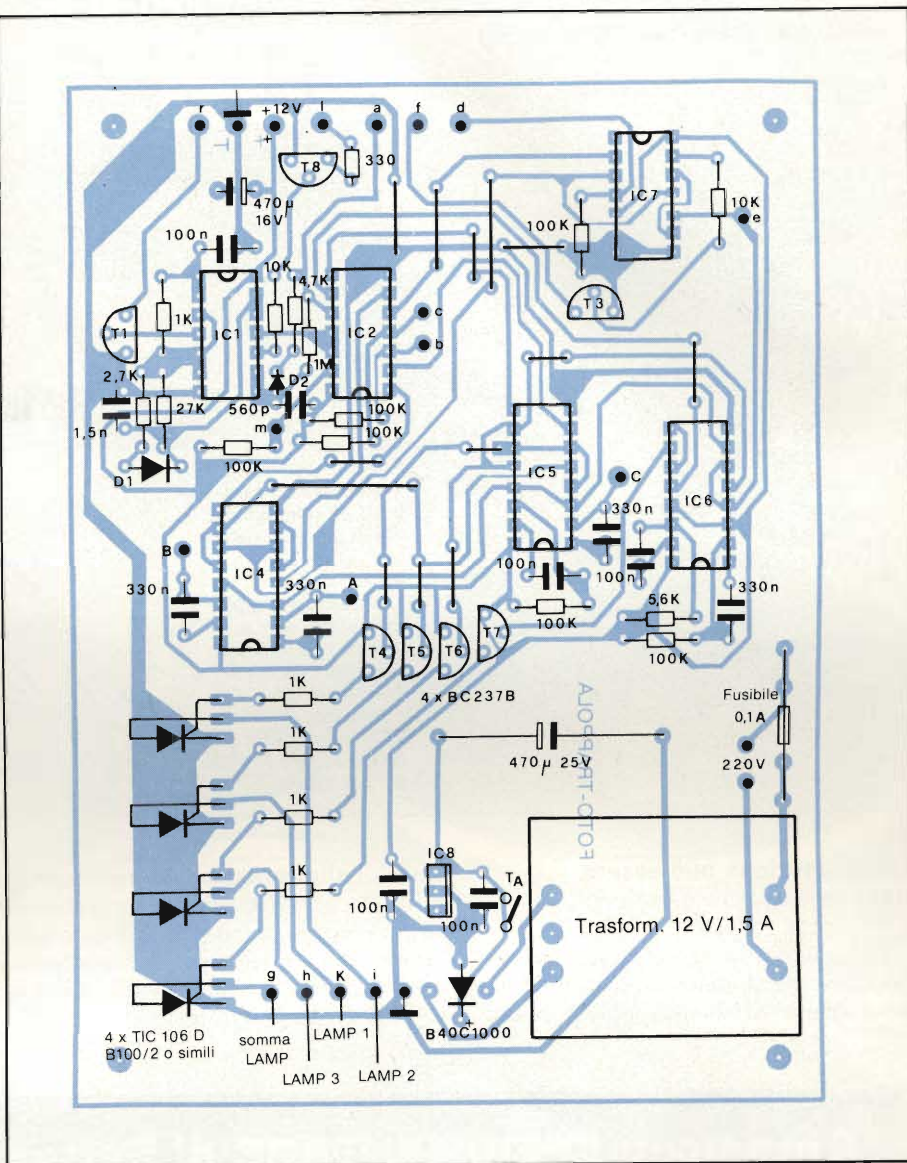 r
+12V
l
a
f
d
+
T8
330
470μ
16V
IC7
10K
e
100K
100n
10K
4,7K
T3
T1
1K
IC1
IC2
c
b
1M
2,7K
D2
27K
560p
100K
1,5n
m
100K
100K
D1
IC5
C
IC6
330n
B
IC4
330n
A
100n
100n
330n
330n
100K
5,6K
100K
T4
T5
T6
T7
4 x BC237B
1K
Fusibile
0,1A
470μ 25V
220V
1K
FOTO-TRAPPOLA
1K
IC8
1K
TA
100n
100n
Trasform. 12 V/1,5 A
g
h
K
i
−
+
B40C1000
4 x TIC 106 D
B100/2 o simili
somma
LAMP
LAMP 1
LAMP 3
LAMP 2